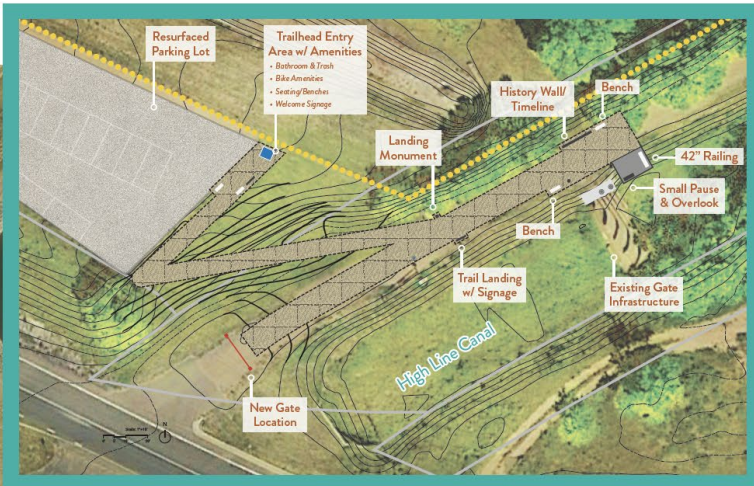 Resurfaced
Parking Lot
Trailhead Entry
Area w/ Amenities
• Bathroom & Trash
• Bike Amenities
• Seating/Benches
• Welcome Signage
History Wall/
Timeline
Bench
Landing
Monument
42" Railing
Small Pause
& Overlook
Bench
Trail Landing
w/ Signage
Existing Gate
Infrastructure
High Line Canal
New Gate
Location
N